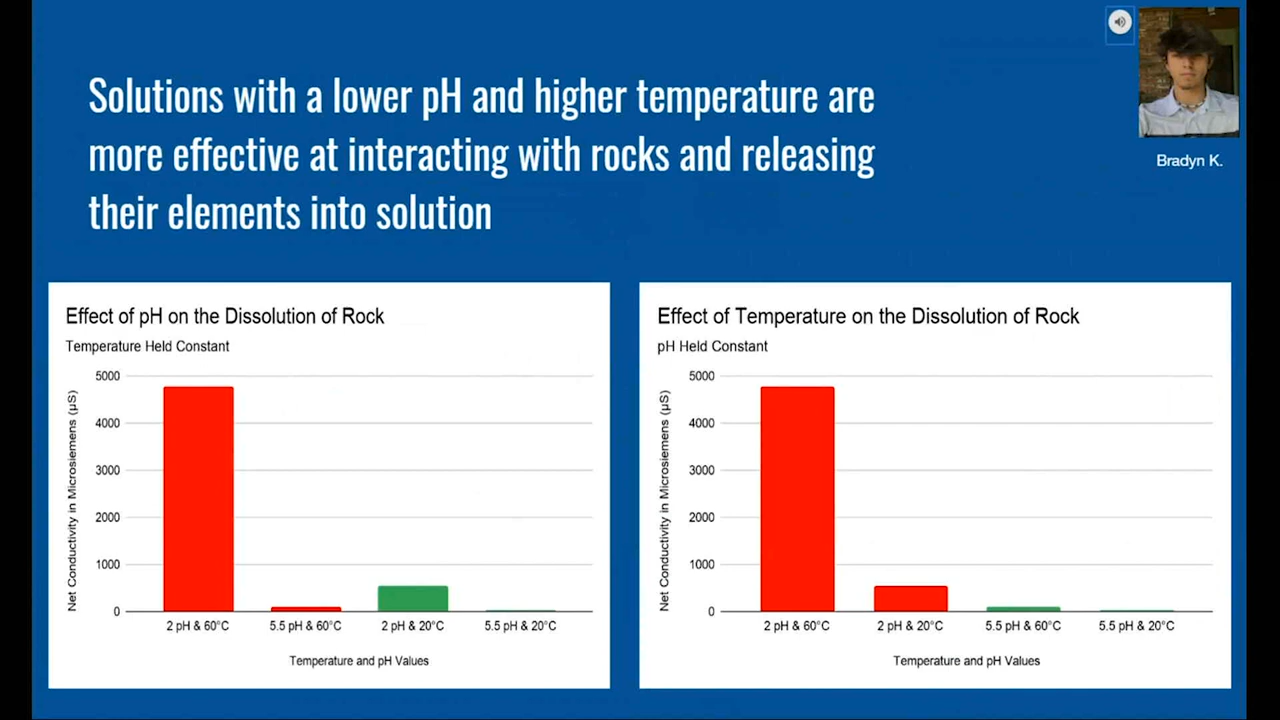 Solutions with a lower pH and higher temperature are
more effective at interacting with rocks and releasing
their elements into solution
Bradyn K.
Effect of pH on the Dissolution of Rock
Temperature Held Constant
Net Conductivity in Microsiemens (µS)
5000
4000
3000
2000
1000
0
2 pH & 60°C
5.5 pH & 60°C
2 pH & 20°C
5.5 pH & 20°C
Temperature and pH Values
Effect of Temperature on the Dissolution of Rock
pH Held Constant
Net Conductivity in Microsiemens (µS)
5000
4000
3000
2000
1000
0
2 pH & 60°C
2 pH & 20°C
5.5 pH & 60°C
5.5 pH & 20°C
Temperature and pH Values